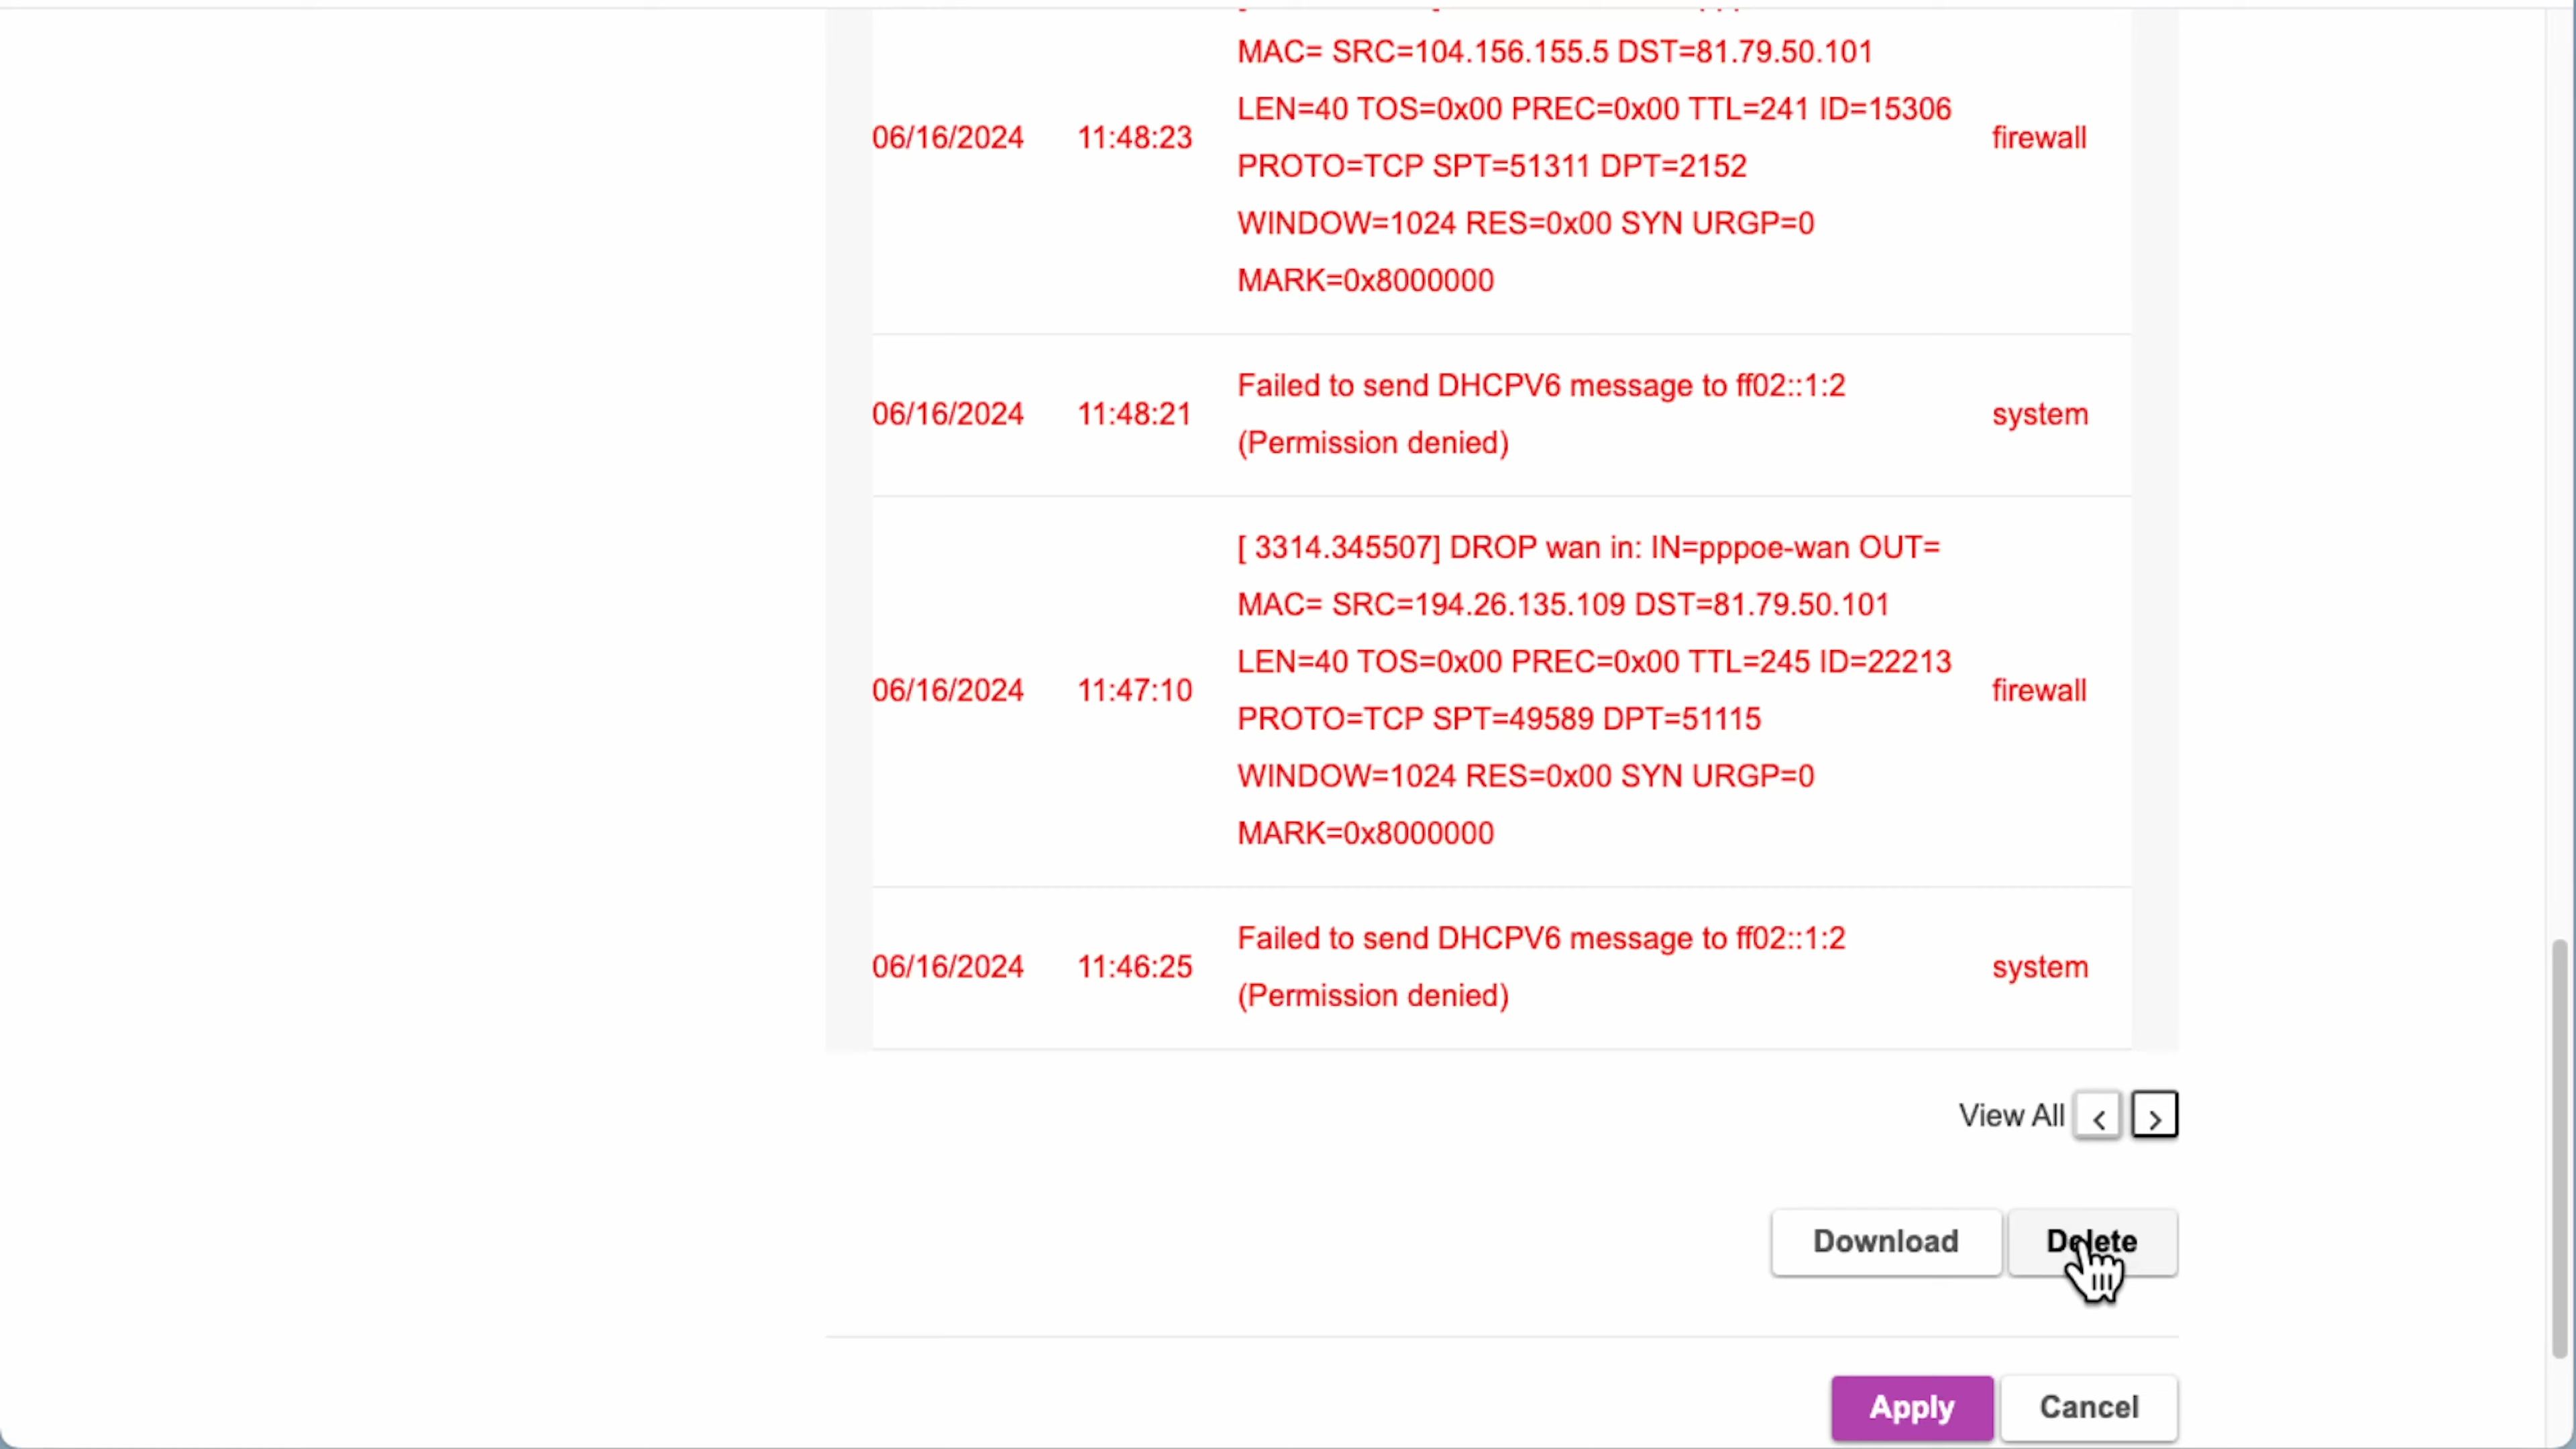 MAC= SRC=104.156.155.5 DST=81.79.50.101
LEN=40 TOS=0x00 PREC=0x00 TTL=241 ID=15306
06/16/2024 11:48:23 firewall
PROTO=TCP SPT=51311 DPT=2152
WINDOW=1024 RES=0x00 SYN URGP=0
MARK=0x8000000
Failed to send DHCPV6 message to ff02::1:2
06/16/2024 11:48:21 system
(Permission denied)
[ 3314.345507] DROP wan in: IN=pppoe-wan OUT=
MAC= SRC=194.26.135.109 DST=81.79.50.101
LEN=40 TOS=0x00 PREC=0x00 TTL=245 ID=22213
06/16/2024 11:47:10 firewall
PROTO=TCP SPT=49589 DPT=51115
WINDOW=1024 RES=0x00 SYN URGP=0
MARK=0x8000000
Failed to send DHCPV6 message to ff02::1:2
06/16/2024 11:46:25 system
(Permission denied)
View All
Download Delete
Apply Cancel